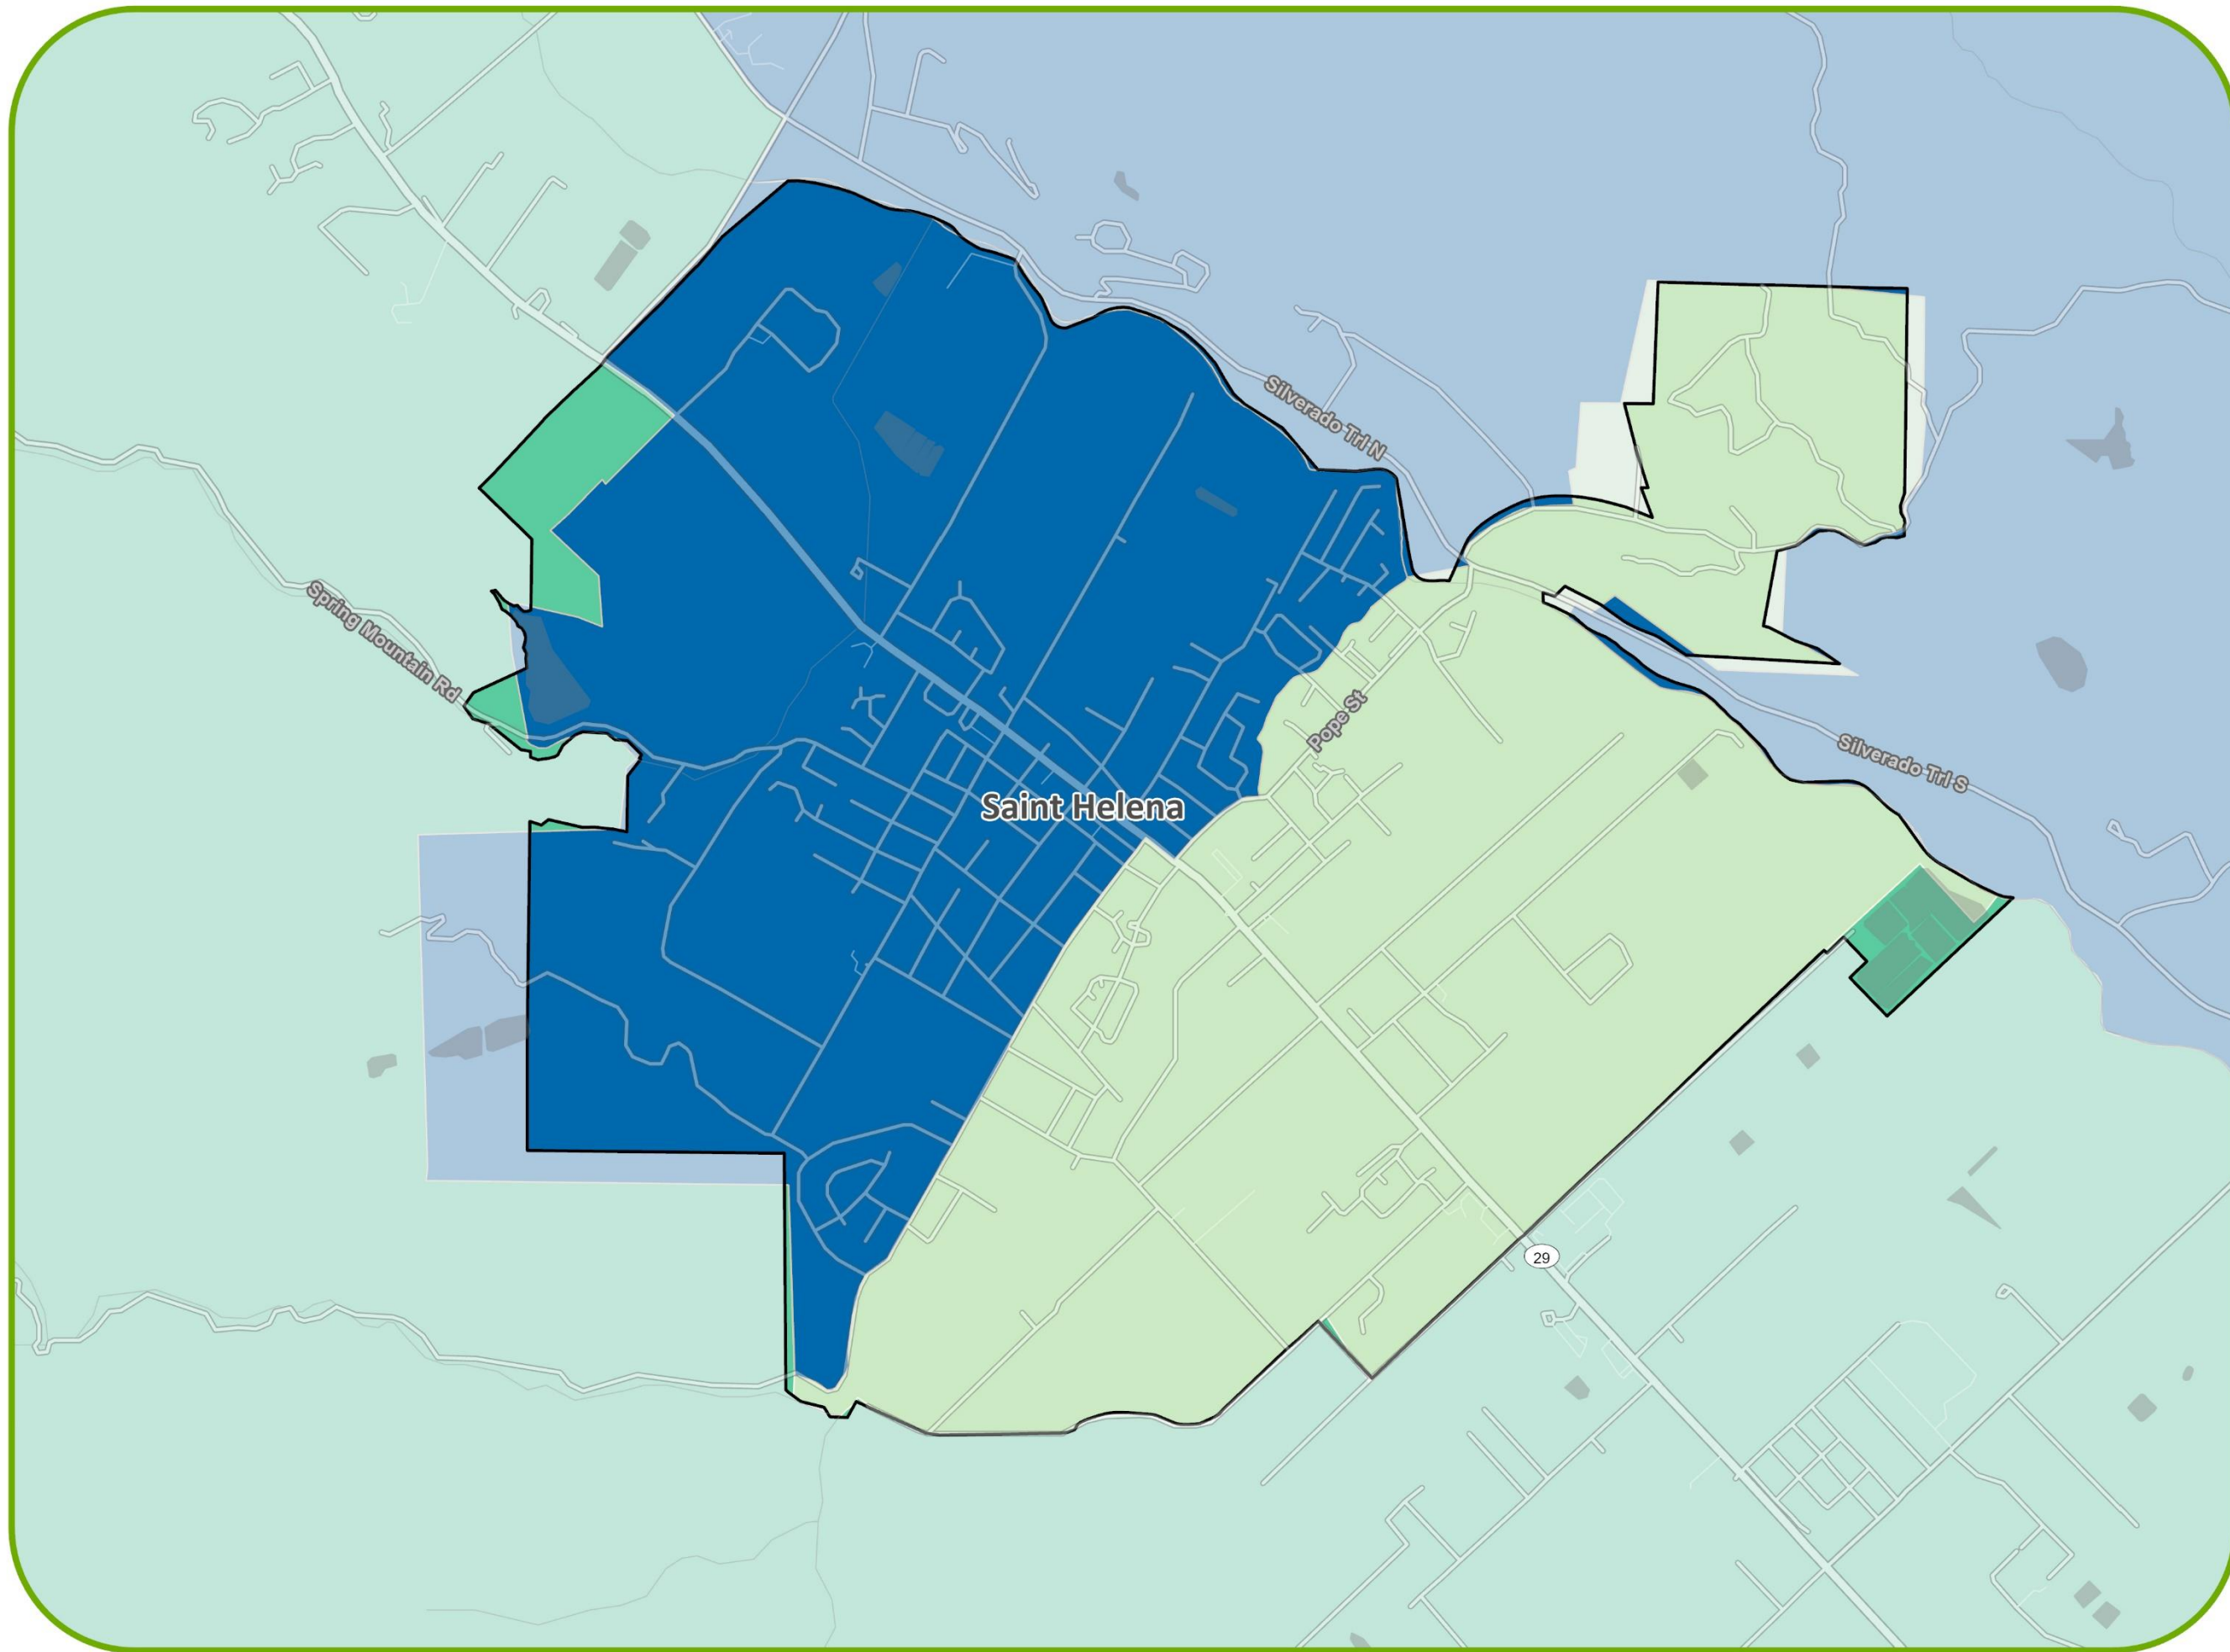 Silverado Trl N
Spring Mountain Rd
Pope St
Silverado Trl S
Saint Helena
29